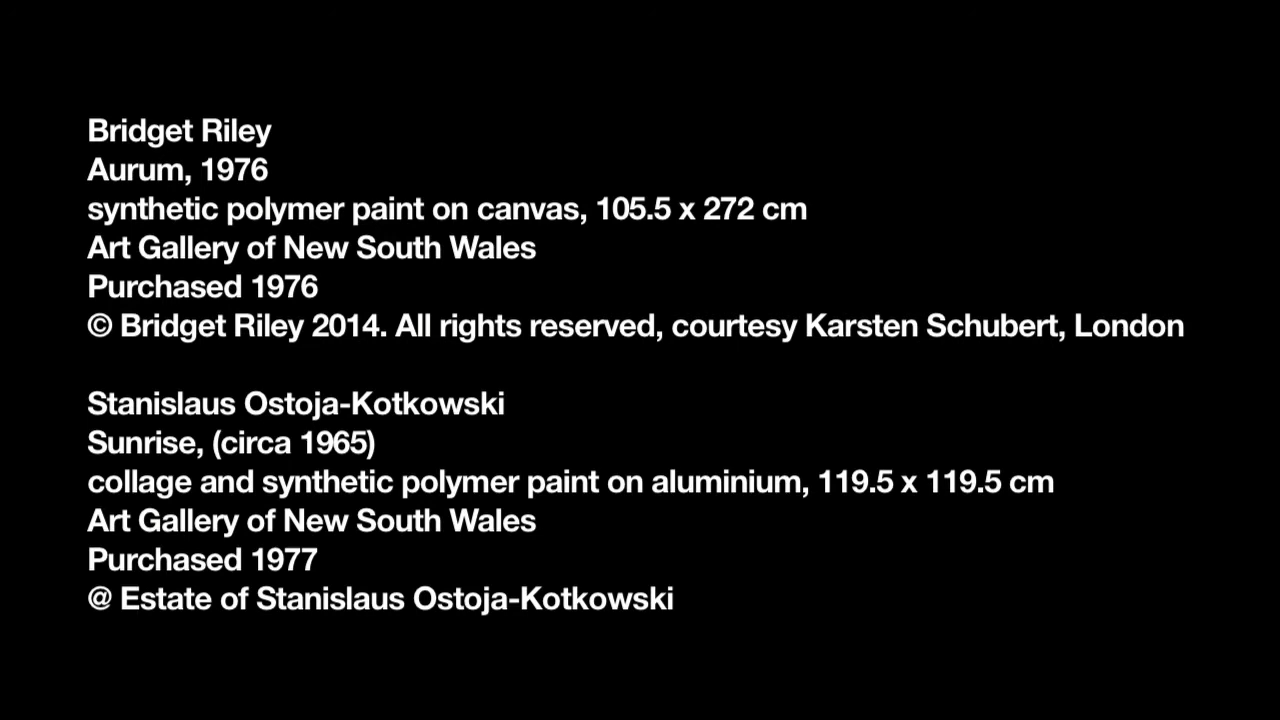 Bridget Riley
Aurum, 1976
synthetic polymer paint on canvas, 105.5 x 272 cm
Art Gallery of New South Wales
Purchased 1976
© Bridget Riley 2014. All rights reserved, courtesy Karsten Schubert, London
Stanislaus Ostoja-Kotkowski
Sunrise, (circa 1965)
collage and synthetic polymer paint on aluminium, 119.5 x 119.5 cm
Art Gallery of New South Wales
Purchased 1977
@ Estate of Stanislaus Ostoja-Kotkowski